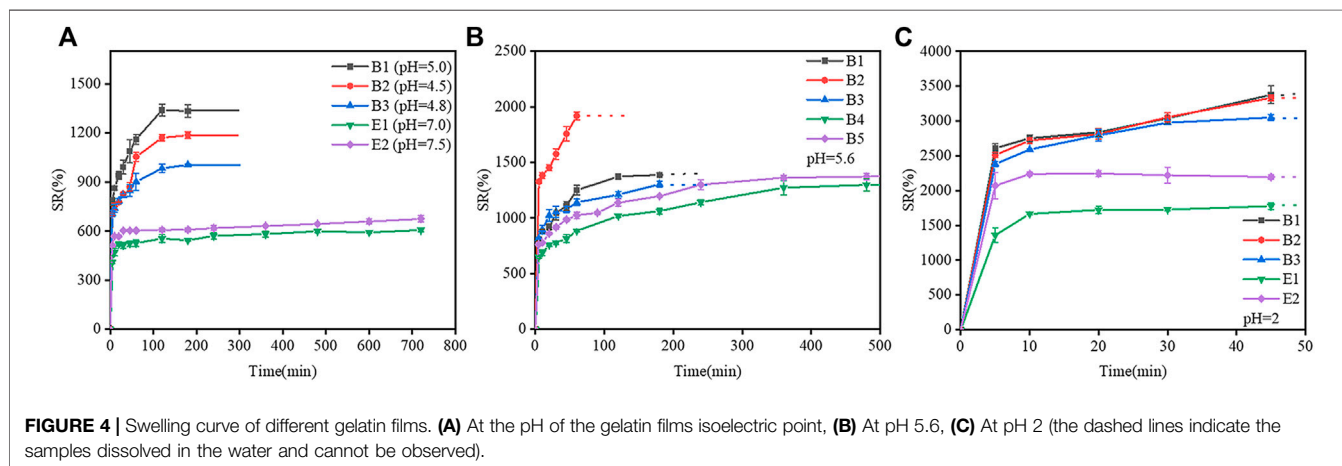 A
SR(%)
1500
1200
900
600
300
0
0 100 200 300 400 500 600 700 800
Time(min)
B1 (pH=5.0)
B2 (pH=4.5)
B3 (pH=4.8)
E1 (pH=7.0)
E2 (pH=7.5)
B
SR(%)
2500
2000
1500
1000
500
0
0 100 200 300 400 500
Time(min)
B1
B2
B3
B4
B5
pH=5.6
C
SR(%)
4000
3500
3000
2500
2000
1500
1000
500
0
0 10 20 30 40 50
Time(min)
B1
B2
B3
E1
E2
pH=2
FIGURE 4 | Swelling curve of different gelatin films. (A) At the pH of the gelatin films isoelectric point, (B) At pH 5.6, (C) At pH 2 (the dashed lines indicate the
samples dissolved in the water and cannot be observed).